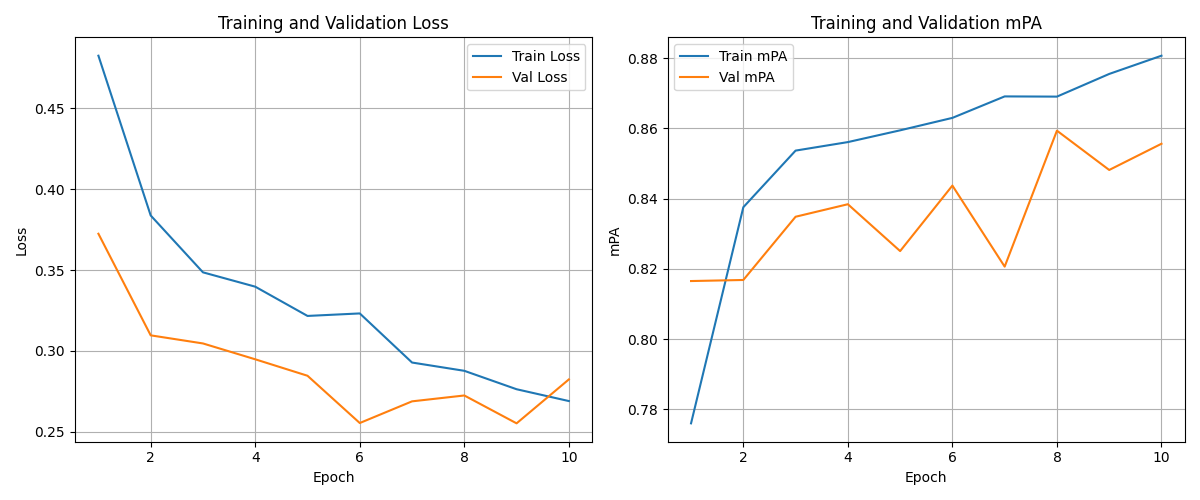 Training and Validation Loss
Train Loss
Val Loss
0.45
0.40
0.35
0.30
0.25
Loss
2 4 6 8 10
Epoch
Training and Validation mPA
Train mPA
Val mPA
0.88
0.86
0.84
0.82
0.80
0.78
mPA
2 4 6 8 10
Epoch